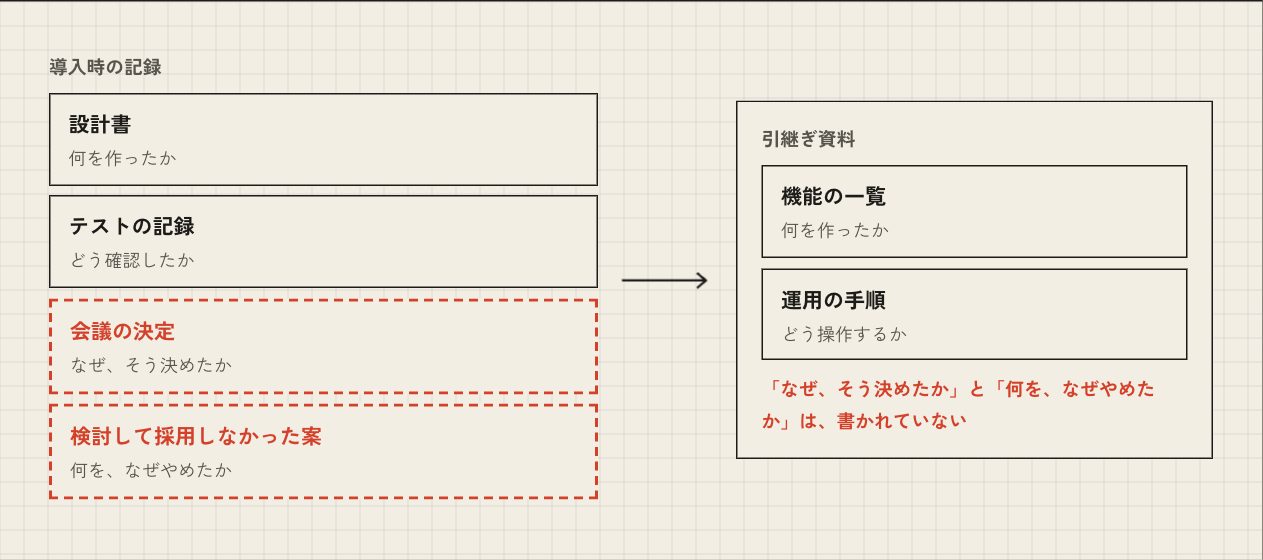 導入時の記録
設計書
何を作ったか
テストの記録
どう確認したか
会議の決定
なぜ、そう決めたか
検討して採用しなかった案
何を、なぜやめたか
引継ぎ資料
機能の一覧
何を作ったか
運用の手順
どう操作するか
「なぜ、そう決めたか」と「何を、なぜやめた
か」は、書かれていない